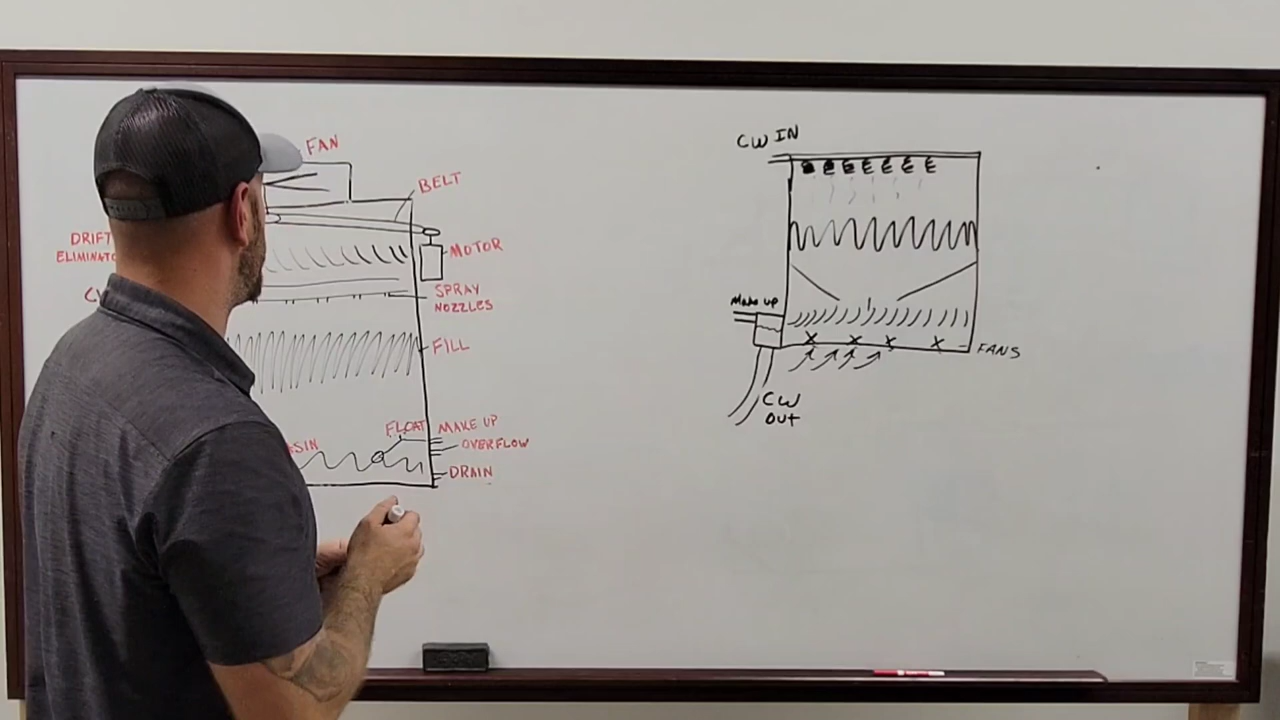 FAN
BELT
DRIFT
MOTOR
SPRAY
NOZZLES
FILL
FLOAT
MAKE UP
OVERFLOW
DRAIN
CW IN
Make up
FANS
CW
OUT